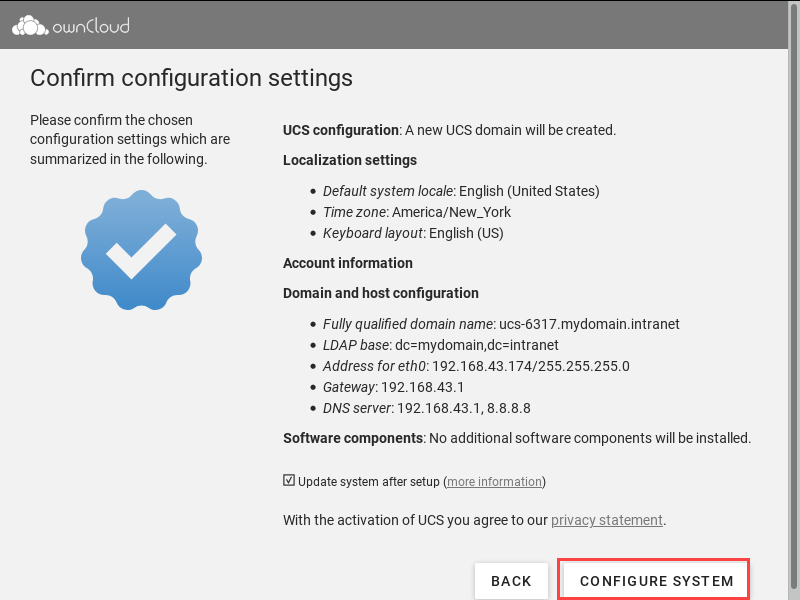 ownCloud
Confirm configuration settings
Please confirm the chosen
configuration settings which are
summarized in the following.
UCS configuration: A new UCS domain will be created.
Localization settings
• Default system locale: English (United States)
• Time zone: America/New_York
• Keyboard layout: English (US)
Account information
Domain and host configuration
• Fully qualified domain name: ucs-6317.mydomain.intranet
• LDAP base: dc=mydomain,dc=intranet
• Address for eth0: 192.168.43.174/255.255.255.0
• Gateway: 192.168.43.1
• DNS server: 192.168.43.1, 8.8.8.8
Software components: No additional software components will be installed.
Update system after setup (more information)
With the activation of UCS you agree to our privacy statement.
BACK CONFIGURE SYSTEM